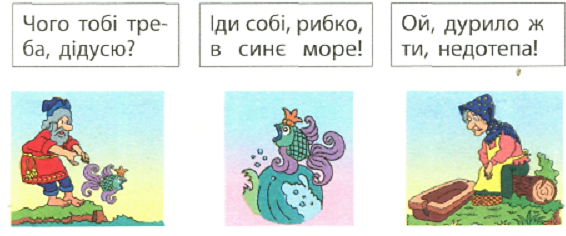 Чого тобі тре-
ба, дідусю?
Іди собі, рибко,
в синє море!
Ой, дурило ж
ти, недотепа!